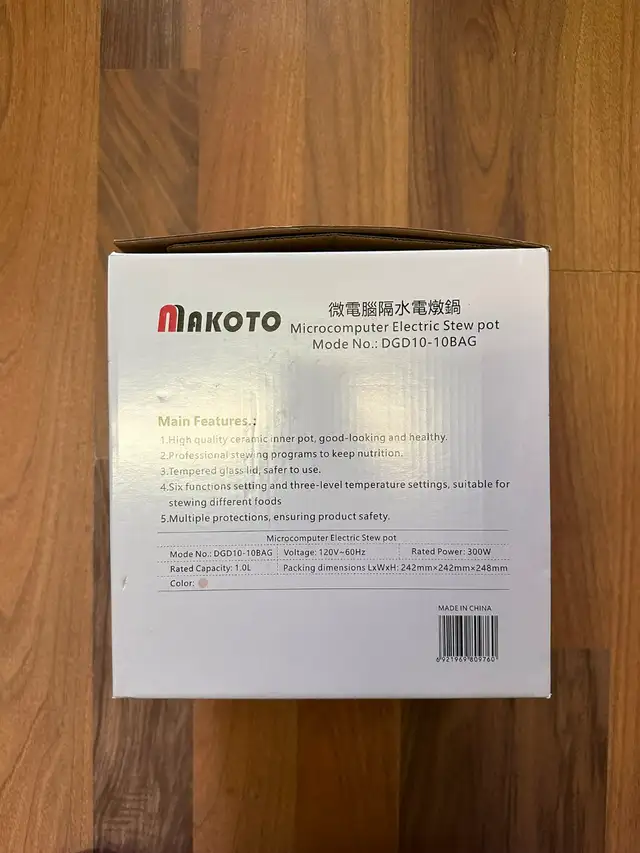 MAKOTO
微電腦隔水電燉鍋
Microcomputer Electric Stew pot
Mode No.: DGD10-10BAG
Main Features.:
1.High quality ceramic inner pot, good-looking and healthy.
2.Professional stewing programs to keep nutrition.
3.Tempered glass lid, safer to use.
4.Six functions setting and three-level temperature settings, suitable for
stewing different foods
5.Multiple protections, ensuring product safety.
Microcomputer Electric Stew pot
Mode No.: DGD10-10BAG Voltage: 120V~60Hz Rated Power: 300W
Rated Capacity: 1.0L Packing dimensions LxWxH: 242mm×242mm×248mm
Color:
MADE IN CHINA
6921969809760